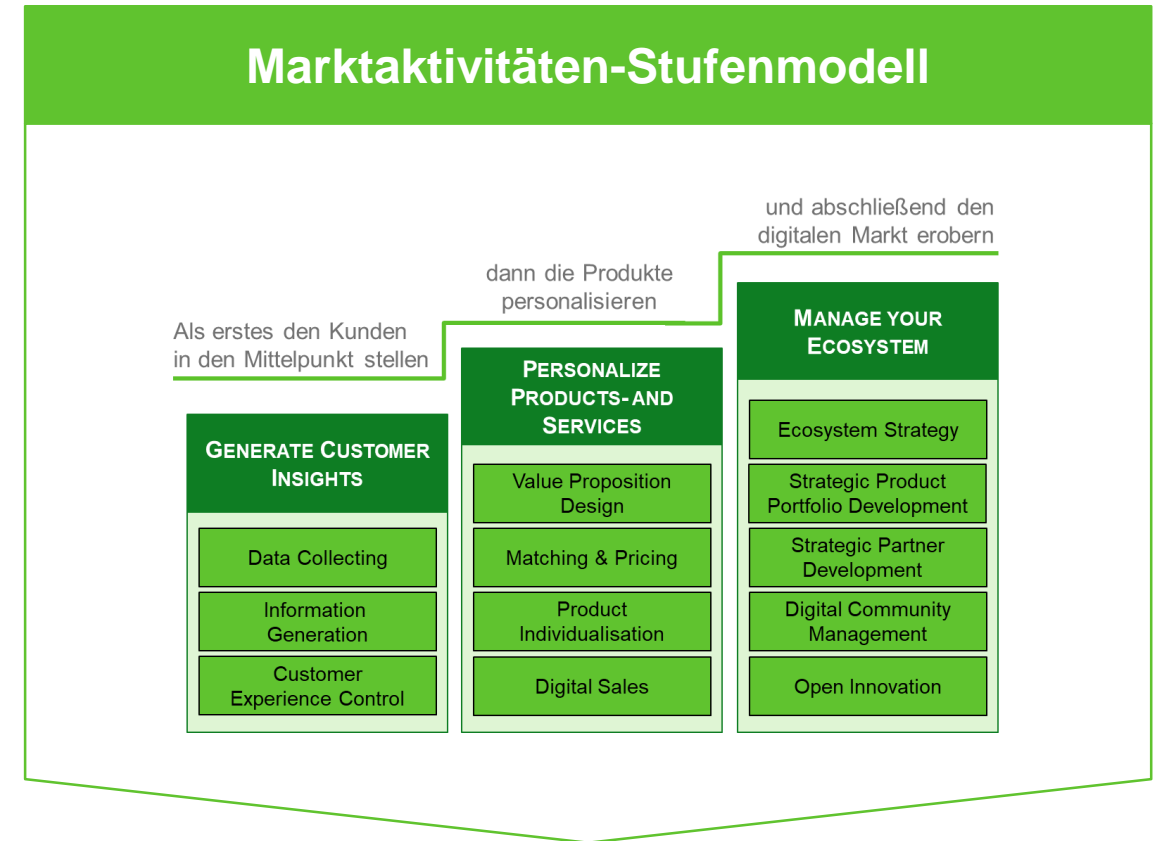 Marktaktivitäten-Stufenmodell
Als erstes den Kunden
in den Mittelpunkt stellen
GENERATE CUSTOMER
INSIGHTS
Data Collecting
Information
Generation
Customer
Experience Control
dann die Produkte
personalisieren
PERSONALIZE
PRODUCTS- AND
SERVICES
Value Proposition
Design
Matching & Pricing
Product
Individualisation
Digital Sales
und abschließend den
digitalen Markt erobern
MANAGE YOUR
ECOSYSTEM
Ecosystem Strategy
Strategic Product
Portfolio Development
Strategic Partner
Development
Digital Community
Management
Open Innovation